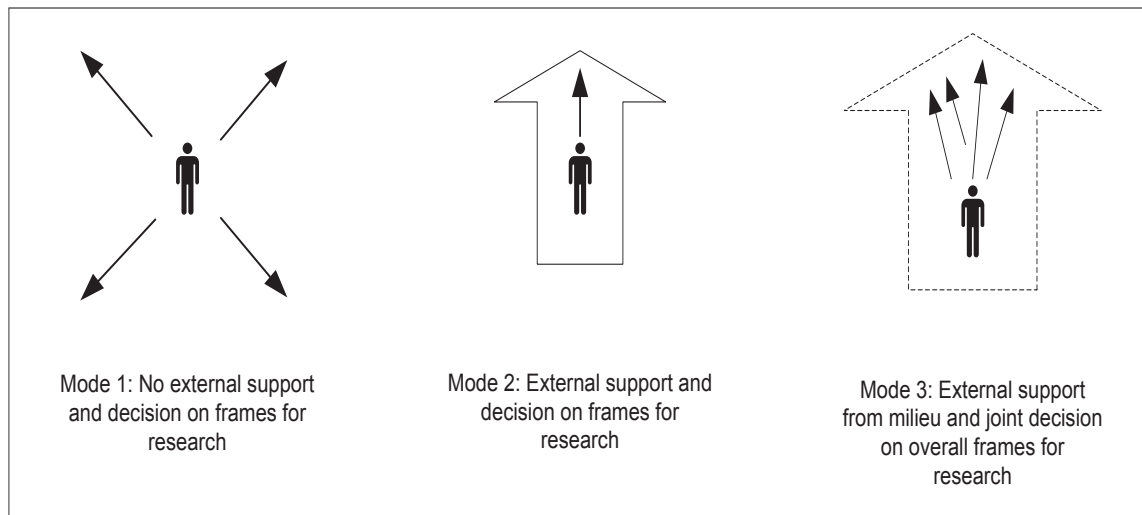 Mode 1: No external support
and decision on frames for
research
Mode 2: External support and
decision on frames for
research
Mode 3: External support
from milieu and joint decision
on overall frames for
research